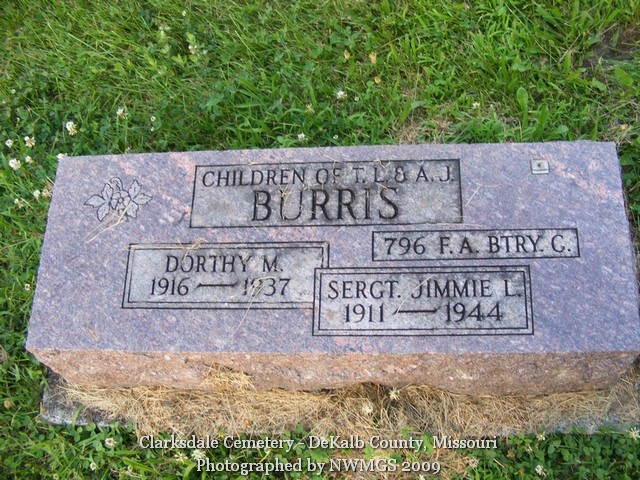 CHILDREN OF T. L. & A. J.
BURRIS
796 F. A. BTRY. C.
DORTHY M.
1916 — 1937
SERGT. JIMMIE L.
1911 — 1944
Clarksdale Cemetery - DeKalb County, Missouri
Photographed by NWMGS 2009